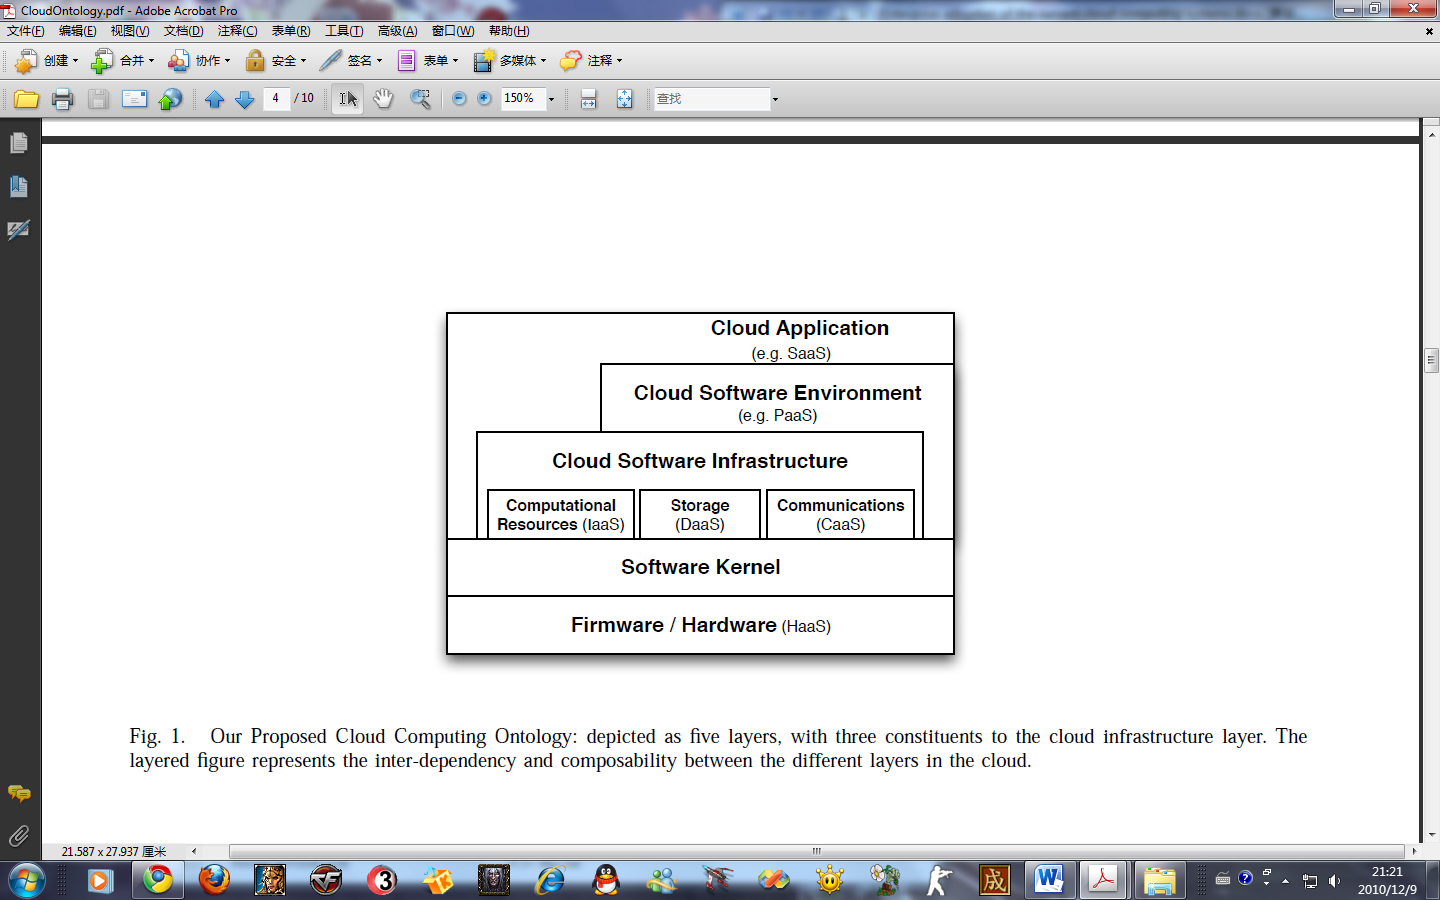 CloudOntology.pdf - Adobe Acrobat Pro
文件(F) 编辑(E) 视图(V) 文档(D) 注释(C) 表单(R) 工具(T) 高级(A) 窗口(W) 帮助(H)
创建 合并 协作 安全 签名 表单 多媒体 注释
4 / 10 150% 查找
Cloud Application
(e.g. SaaS)
Cloud Software Environment
(e.g. PaaS)
Cloud Software Infrastructure
Computational
Resources (IaaS)
Storage
(DaaS)
Communications
(CaaS)
Software Kernel
Firmware / Hardware (HaaS)
Fig. 1. Our Proposed Cloud Computing Ontology: depicted as five layers, with three constituents to the cloud infrastructure layer. The
layered figure represents the inter-dependency and composability between the different layers in the cloud.
21.587 x 27.937 厘米
21:21
2010/12/9